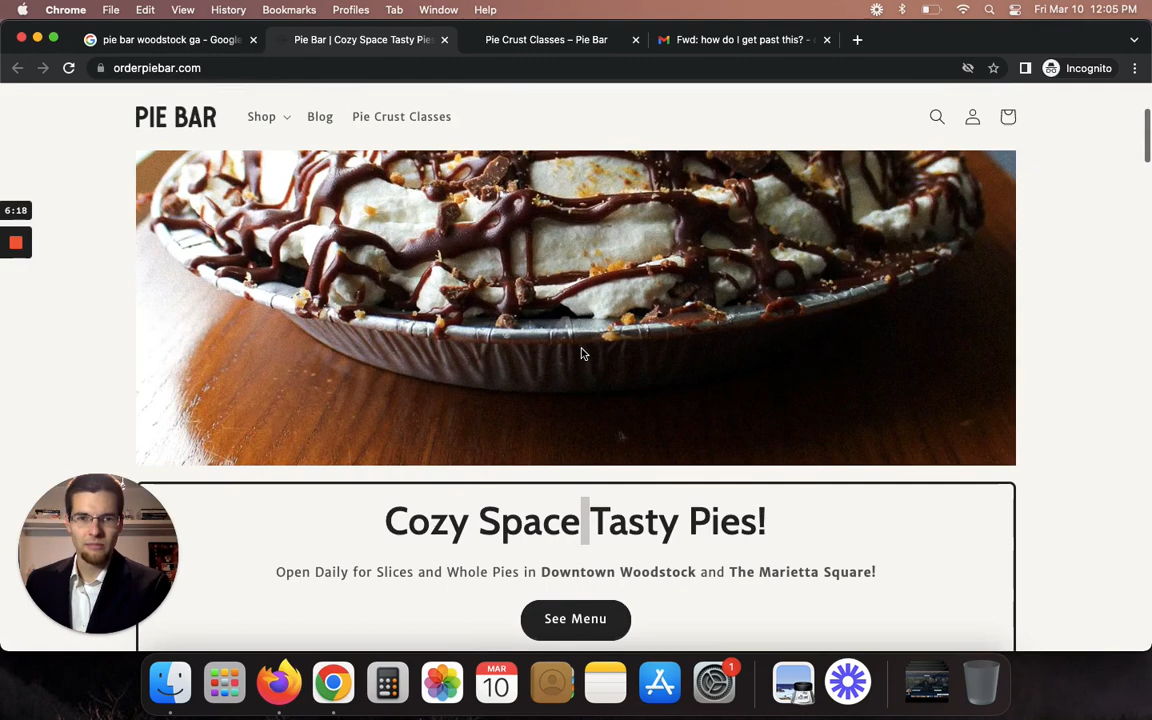 Chrome File Edit View History Bookmarks Profiles Tab Window Help Fri Mar 10 12:05 PM
pie bar woodstock ga - Google Pie Bar | Cozy Space Tasty Pies Pie Crust Classes – Pie Bar Fwd: how do I get past this? -
orderpiebar.com Incognito
PIE BAR Shop Blog Pie Crust Classes
6:18
Cozy Space Tasty Pies!
Open Daily for Slices and Whole Pies in Downtown Woodstock and The Marietta Square!
See Menu
MAR
10
1